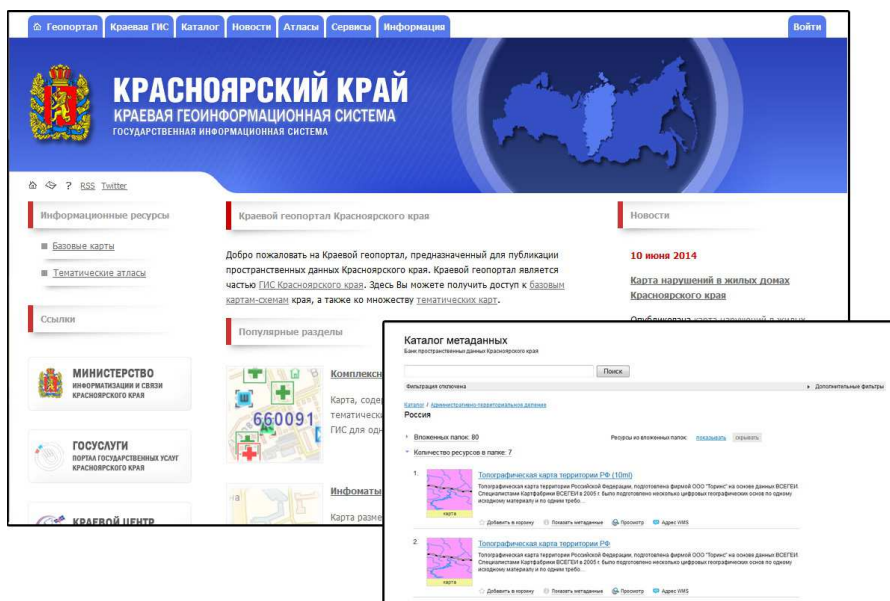 Геопортал Краевая ГИС Каталог Новости Атласы Сервисы Информация Войти
КРАСНОЯРСКИЙ КРАЙ
КРАЕВАЯ ГЕОИНФОРМАЦИОННАЯ СИСТЕМА
ГОСУДАРСТВЕННАЯ ИНФОРМАЦИОННАЯ СИСТЕМА
? RSS Twitter
Информационные ресурсы
Базовые карты
Тематические атласы
Ссылки
МИНИСТЕРСТВО
ИНФОРМАТИЗАЦИИ И СВЯЗИ
КРАСНОЯРСКОГО КРАЯ
ГОСУСЛУГИ
ПОРТАЛ ГОСУДАРСТВЕННЫХ УСЛУГ
КРАСНОЯРСКОГО КРАЯ
КРАЕВОЙ ЦЕНТР
Краевой геопортал Красноярского края
Добро пожаловать на Краевой геопортал, предназначенный для публикации
пространственных данных Красноярского края. Краевой геопортал является
частью ГИС Красноярского края. Здесь Вы можете получить доступ к базовым
картам-схемам края, а также ко множеству тематических карт.
Популярные разделы
660091
Комплексн
Карта, соде
тематическ
ГИС для одн
Инфоматы
Карта разме
Новости
10 июня 2014
Карта нарушений в жилых домах
Красноярского края
Опубликована карта нарушений в жилых
Каталог метаданных
Банк пространственных данных Красноярского края
Поиск
Фильтрация отключена Дополнительные фильтры
Каталог / Административно-территориальное деление
Россия
Вложенных папок: 80 Ресурсы из вложенных папок: показывать скрывать
Количество ресурсов в папке: 7
1. Топографическая карта территории РФ (10ml)
Топографическая карта территории Российской Федерации, подготовлена фирмой ООО "Торинс" на основе данных ВСЕГЕИ.
Специалистами Картфабрики ВСЕГЕИ в 2005 г. было подготовлено несколько цифровых географических основ по одному
исходному материалу и по одним требо...
карта
Добавить в корзину Показать метаданные Просмотр Адрес WMS
2. Топографическая карта территории РФ
Топографическая карта территории Российской Федерации, подготовлена фирмой ООО "Торинс" на основе данных ВСЕГЕИ.
Специалистами Картфабрики ВСЕГЕИ в 2005 г. было подготовлено несколько цифровых географических основ по одному
исходному материалу и по одним требо...
карта
Добавить в корзину Показать метаданные Просмотр Адрес WMS